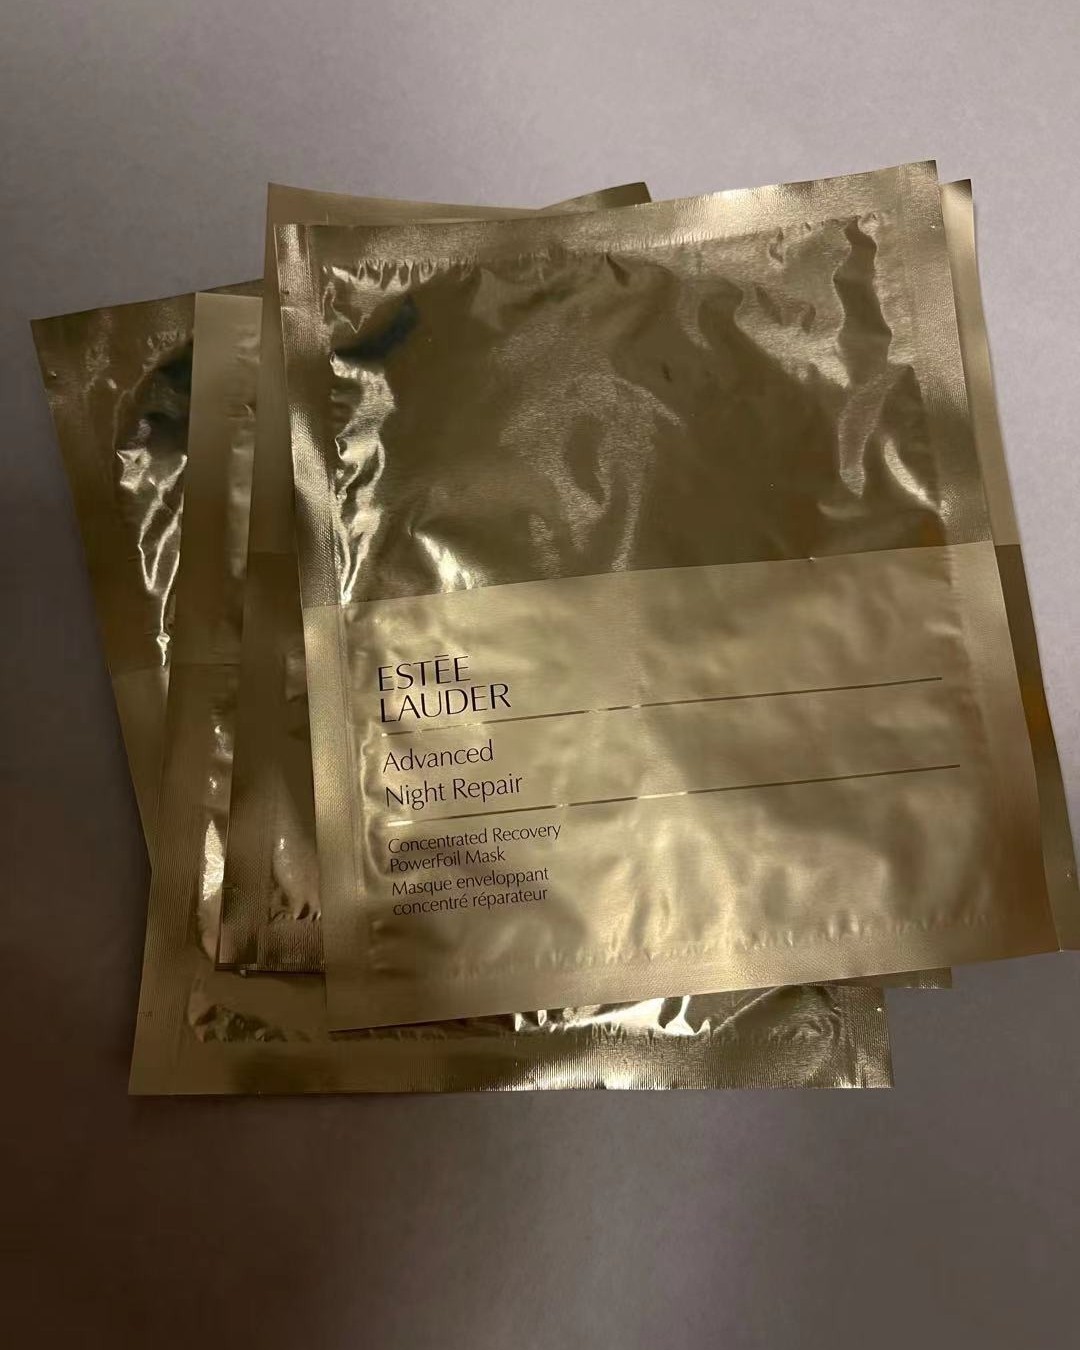 ESTĒE
LAUDER
Advanced
Night Repair
Concentrated Recovery
PowerFoil Mask
Masque enveloppant
concentré réparateur